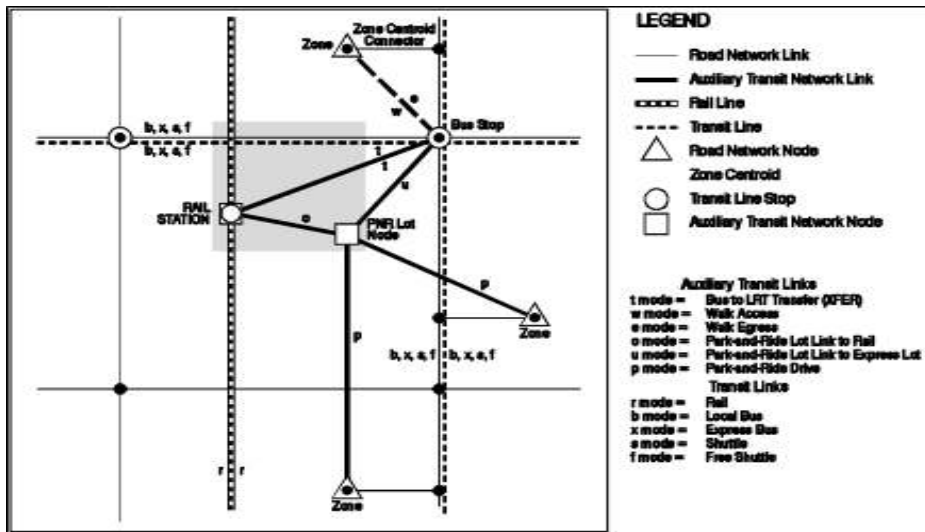 Zone
Zone Centroid
Connector
e
w
Bus Stop
b, x, s, f
b, x, s, f
t
t
u
RAIL
STATION
o
PNR Lot
Node
p
p
Zone
b, x, s, f
b, x, s, f
r
r
Zone
LEGEND
Road Network Link
Auxiliary Transit Network Link
Rail Line
Transit Line
Road Network Node
Zone Centroid
Transit Line Stop
Auxiliary Transit Network Node
Auxiliary Transit Links
t mode = Bus to LRT Transfer (XFER)
w mode = Walk Access
e mode = Walk Egress
o mode = Park-and-Ride Lot Link to Rail
u mode = Park-and-Ride Lot Link to Express Lot
p mode = Park-and-Ride Drive
Transit Links
r mode = Rail
b mode = Local Bus
x mode = Express Bus
s mode = Shuttle
f mode = Free Shuttle